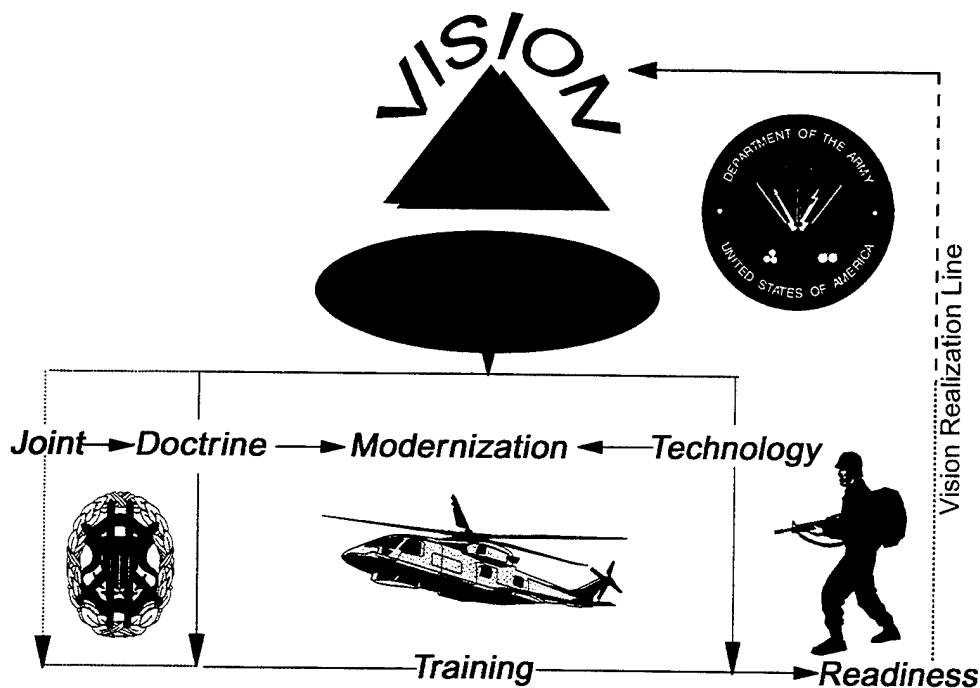 VISION
DEPARTMENT OF THE ARMY
UNITED STATES OF AMERICA
Vision Realization Line
Joint Doctrine Modernization Technology
Training
Readiness